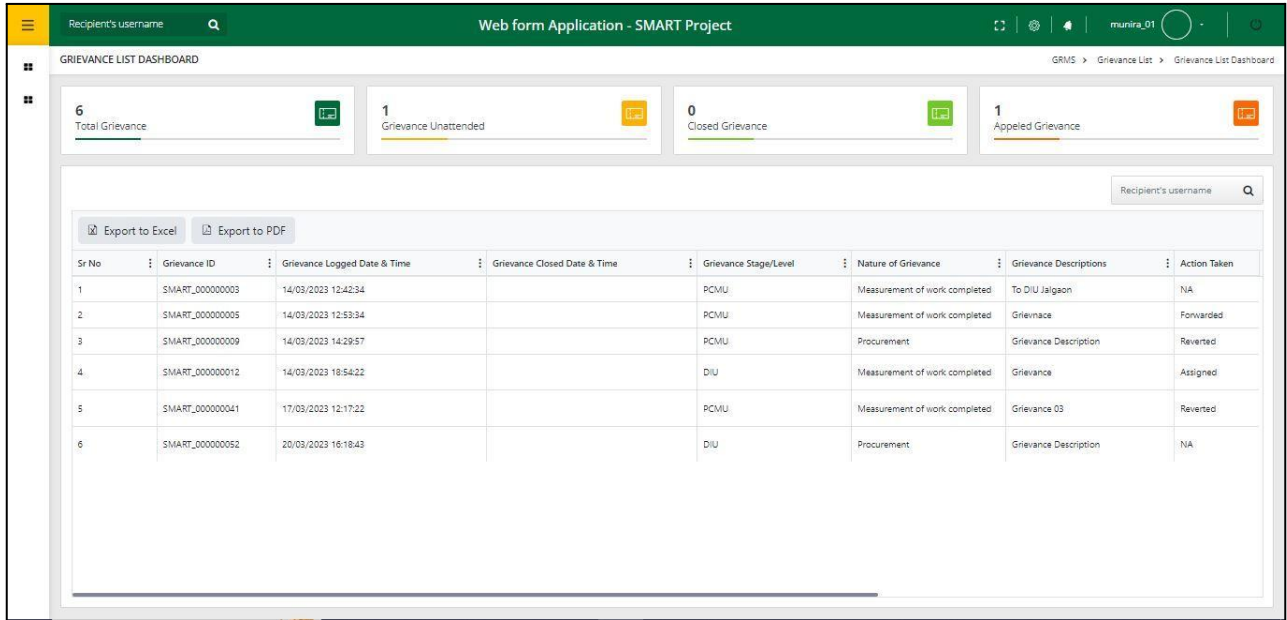 Recipient's username Web form Application - SMART Project munira_01
GRIEVANCE LIST DASHBOARD GRMS > Grievance List > Grievance List Dashboard
6 1 0 1
Total Grievance Grievance Unattended Closed Grievance Appeled Grievance
Recipient's username
Export to Excel Export to PDF
Sr No Grievance ID Grievance Logged Date & Time Grievance Closed Date & Time Grievance Stage/Level Nature of Grievance Grievance Descriptions Action Taken
1 SMART_000000003 14/03/2023 12:42:34 PCMU Measurement of work completed To DIU Jalgaon NA
2 SMART_000000005 14/03/2023 12:53:34 PCMU Measurement of work completed Grievnace Forwarded
3 SMART_000000009 14/03/2023 14:29:57 PCMU Procurement Grievance Description Reverted
4 SMART_000000012 14/03/2023 18:54:22 DIU Measurement of work completed Grievance Assigned
5 SMART_000000041 17/03/2023 12:17:22 PCMU Measurement of work completed Grievance 03 Reverted
6 SMART_000000052 20/03/2023 16:18:43 DIU Procurement Grievance Description NA